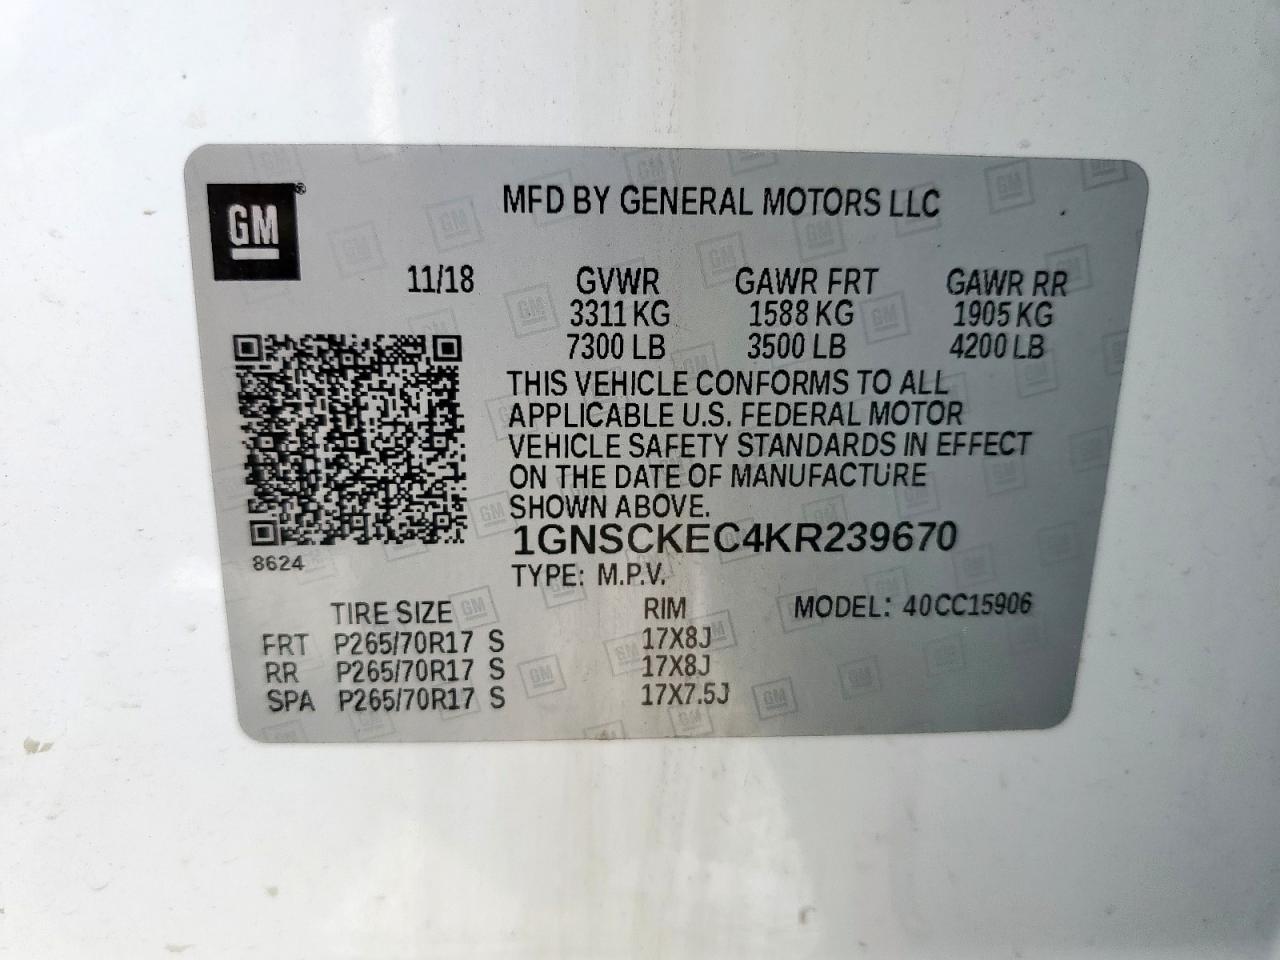 GM®
MFD BY GENERAL MOTORS LLC
11/18 GVWR GAWR FRT GAWR RR
3311 KG 1588 KG 1905 KG
7300 LB 3500 LB 4200 LB
THIS VEHICLE CONFORMS TO ALL
APPLICABLE U.S. FEDERAL MOTOR
VEHICLE SAFETY STANDARDS IN EFFECT
ON THE DATE OF MANUFACTURE
SHOWN ABOVE.
1GNSCKEC4KR239670
8624
TYPE: M.P.V.
TIRE SIZE RIM MODEL: 40CC15906
FRT P265/70R17 S 17X8J
RR P265/70R17 S 17X8J
SPA P265/70R17 S 17X7.5J